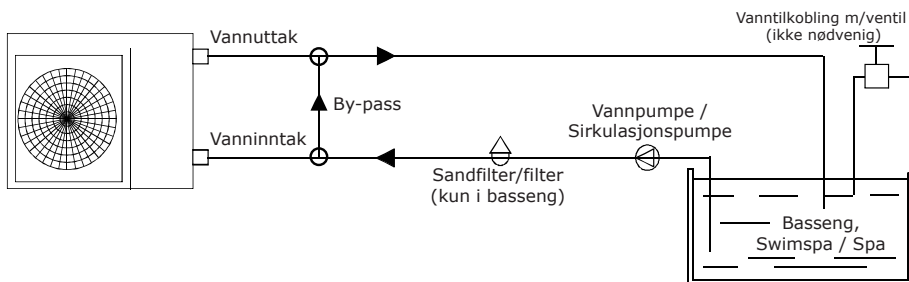 Vannuttak
Vanntilkobling m/ventil
(ikke nødvenig)
By-pass
Vannpumpe /
Sirkulasjonspumpe
Vanninntak
Sandfilter/filter
(kun i basseng)
Basseng,
Swimspa / Spa